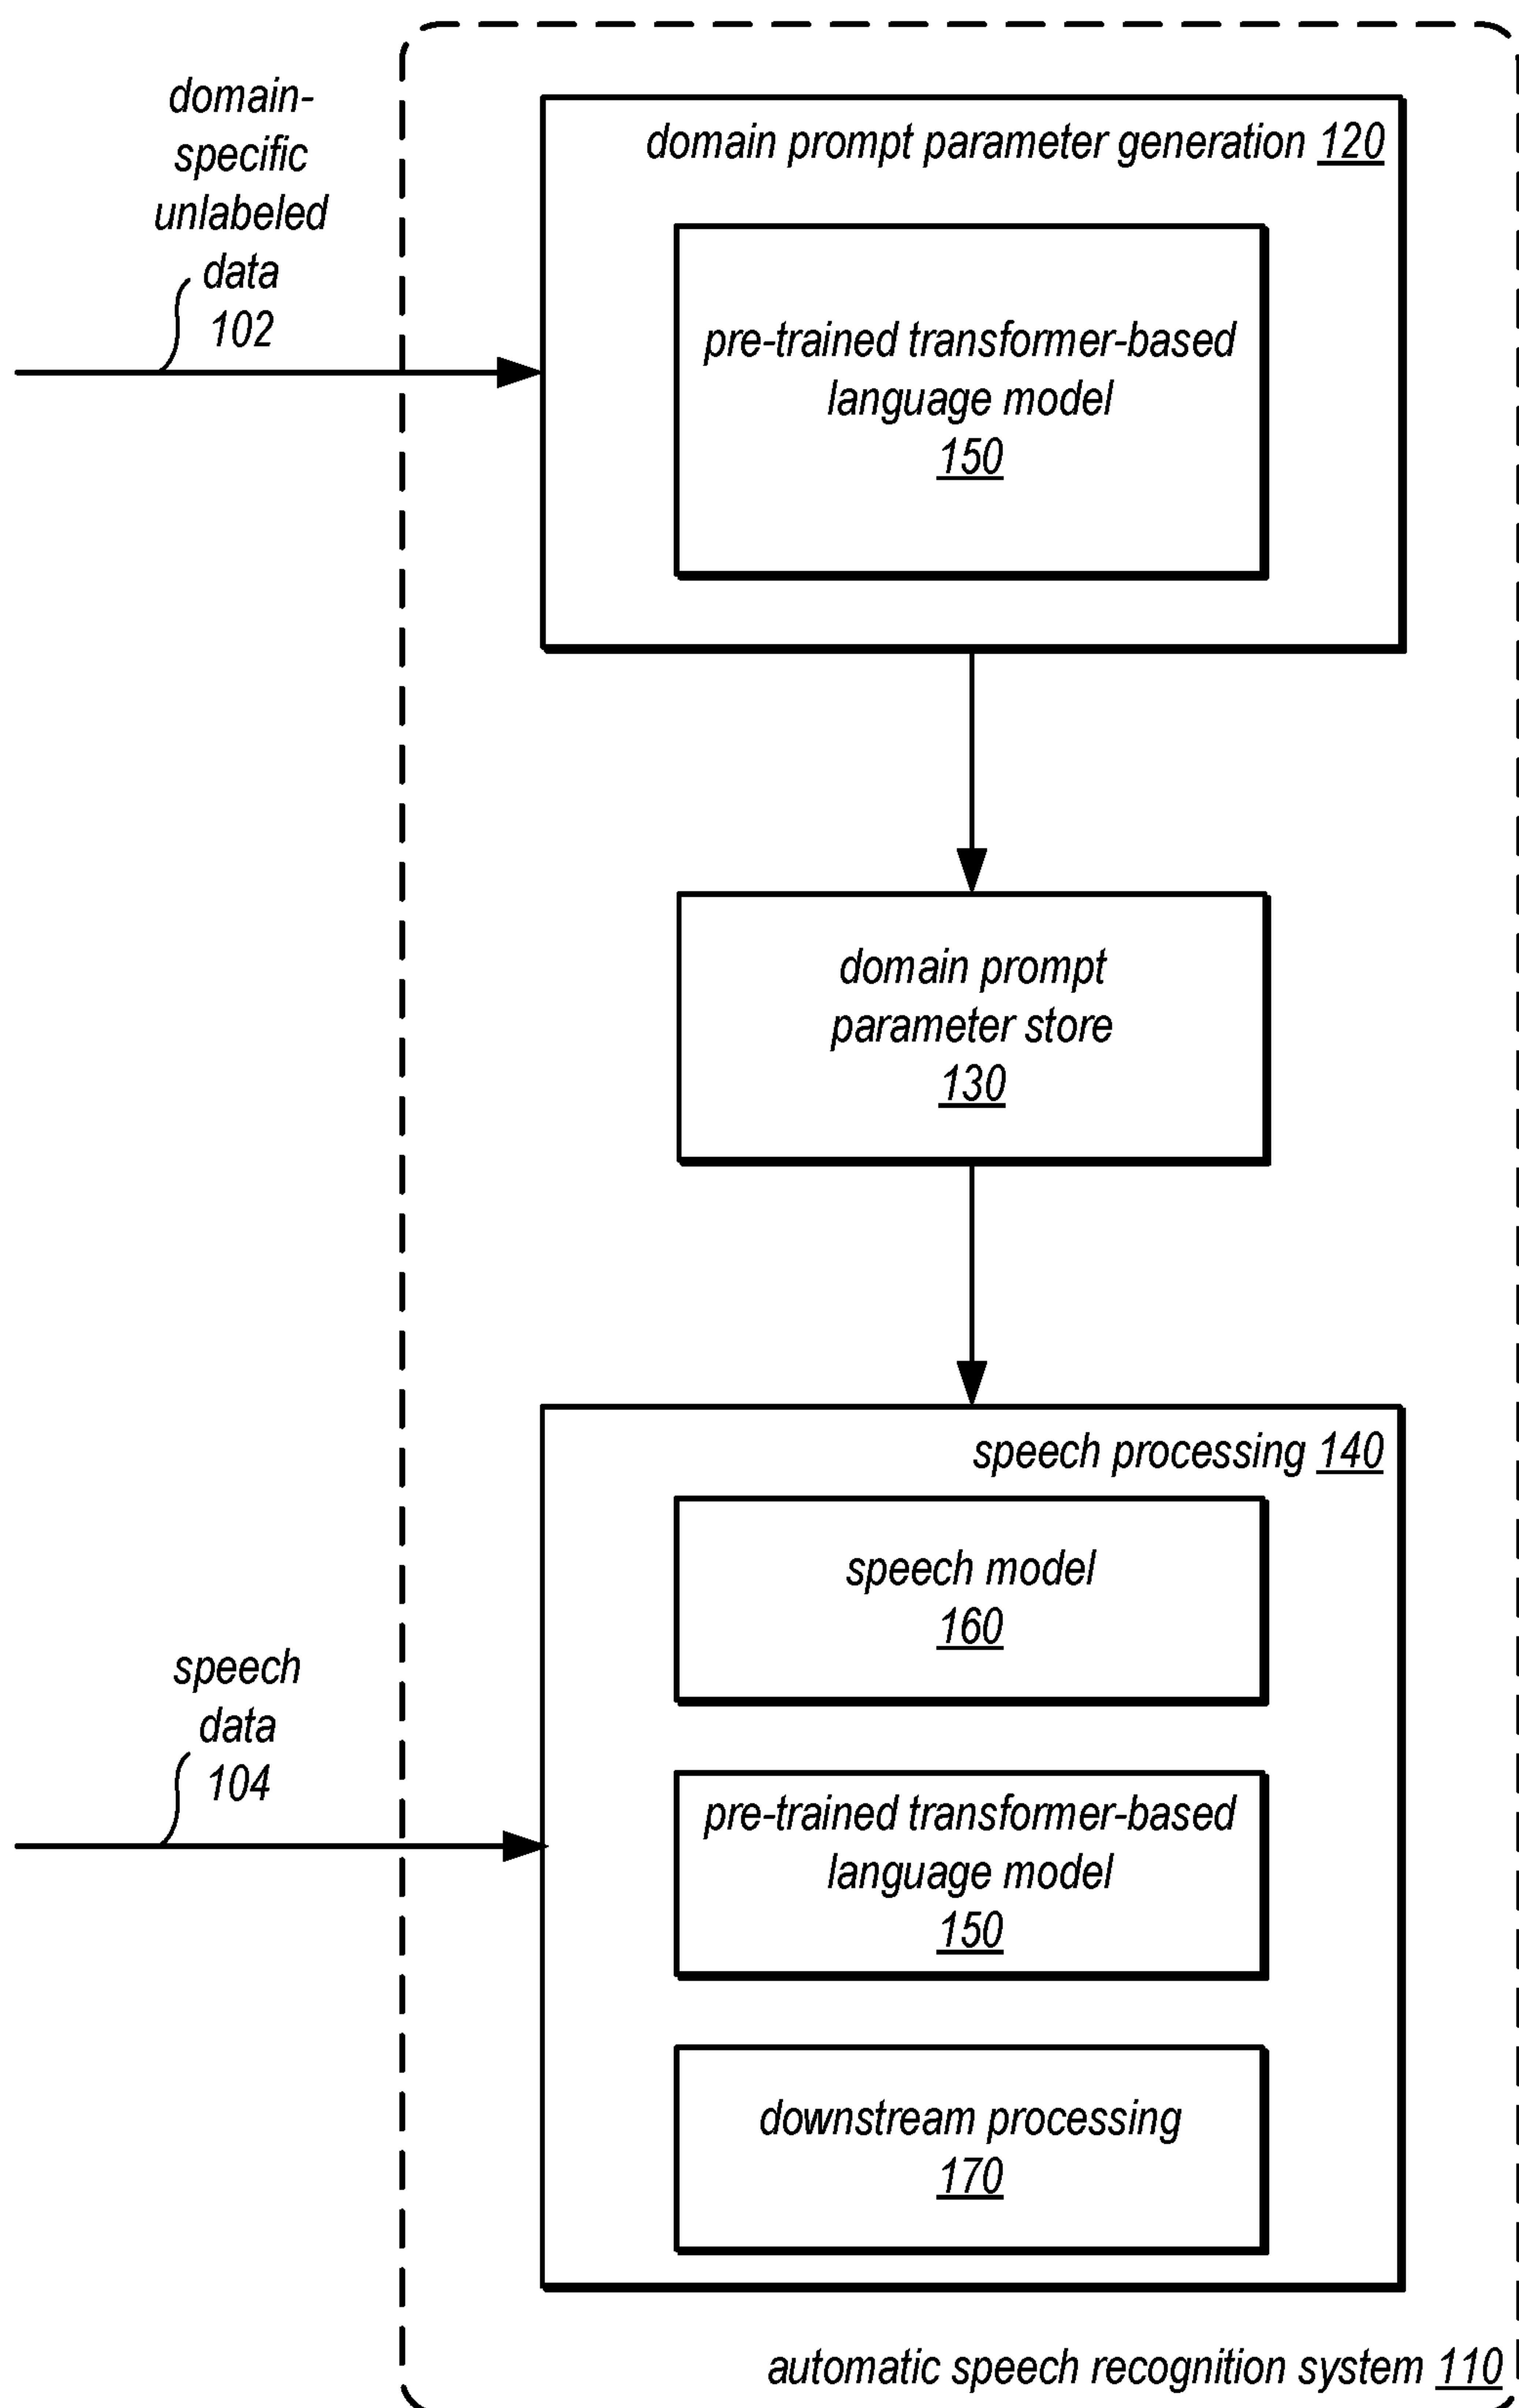 domain-
specific
unlabeled
data
102
domain prompt parameter generation 120
pre-trained transformer-based
language model
150
domain prompt
parameter store
130
speech processing 140
speech model
160
speech
data
104
pre-trained transformer-based
language model
150
downstream processing
170
automatic speech recognition system 110